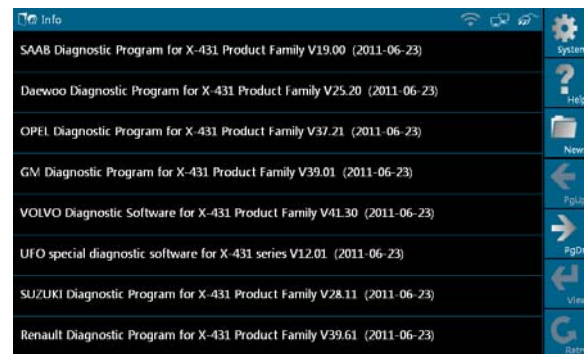 Info
SAAB Diagnostic Program for X-431 Product Family V19.00 (2011-06-23)
Daewoo Diagnostic Program for X-431 Product Family V25.20 (2011-06-23)
OPEL Diagnostic Program for X-431 Product Family V37.21 (2011-06-23)
GM Diagnostic Program for X-431 Product Family V39.01 (2011-06-23)
VOLVO Diagnostic Software for X-431 Product Family V41.30 (2011-06-23)
UFO special diagnostic software for X-431 series V12.01 (2011-06-23)
SUZUKI Diagnostic Program for X-431 Product Family V28.11 (2011-06-23)
Renault Diagnostic Program for X-431 Product Family V39.61 (2011-06-23)
System
Help
News
PgUp
PgDn
View